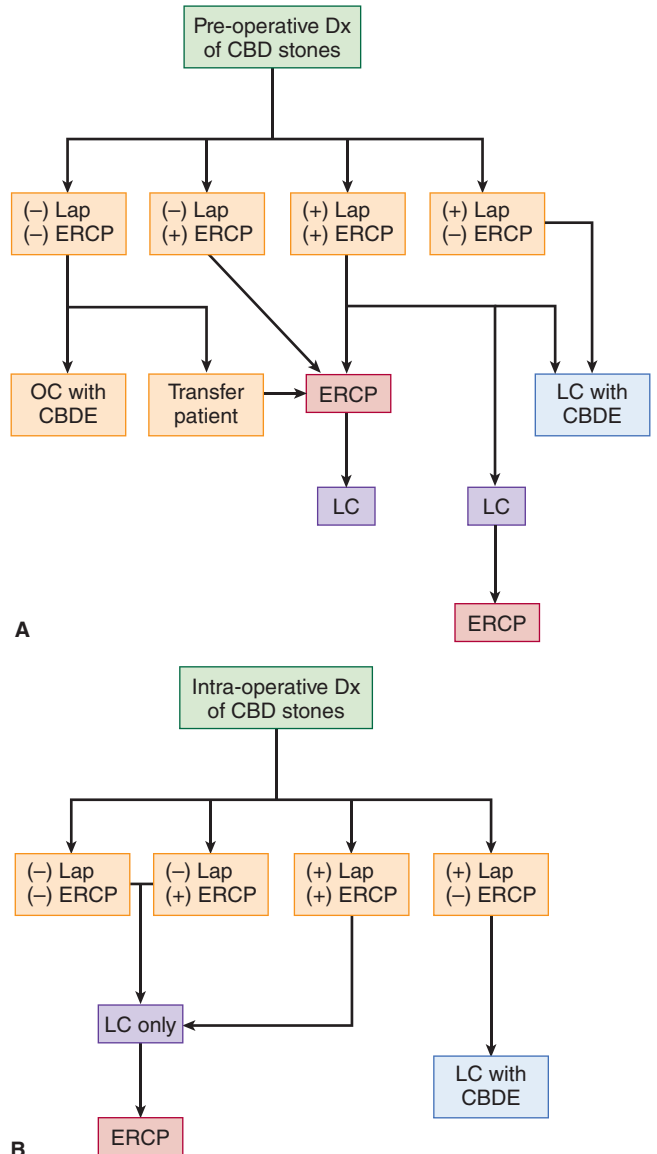 Pre-operative Dx
of CBD stones
(–) Lap
(–) ERCP
(–) Lap
(+) ERCP
(+) Lap
(+) ERCP
(+) Lap
(–) ERCP
OC with
CBDE
Transfer
patient
ERCP
LC with
CBDE
LC
LC
ERCP
A
Intra-operative Dx
of CBD stones
(–) Lap
(–) ERCP
(–) Lap
(+) ERCP
(+) Lap
(+) ERCP
(+) Lap
(–) ERCP
LC only
LC with
CBDE
ERCP
B